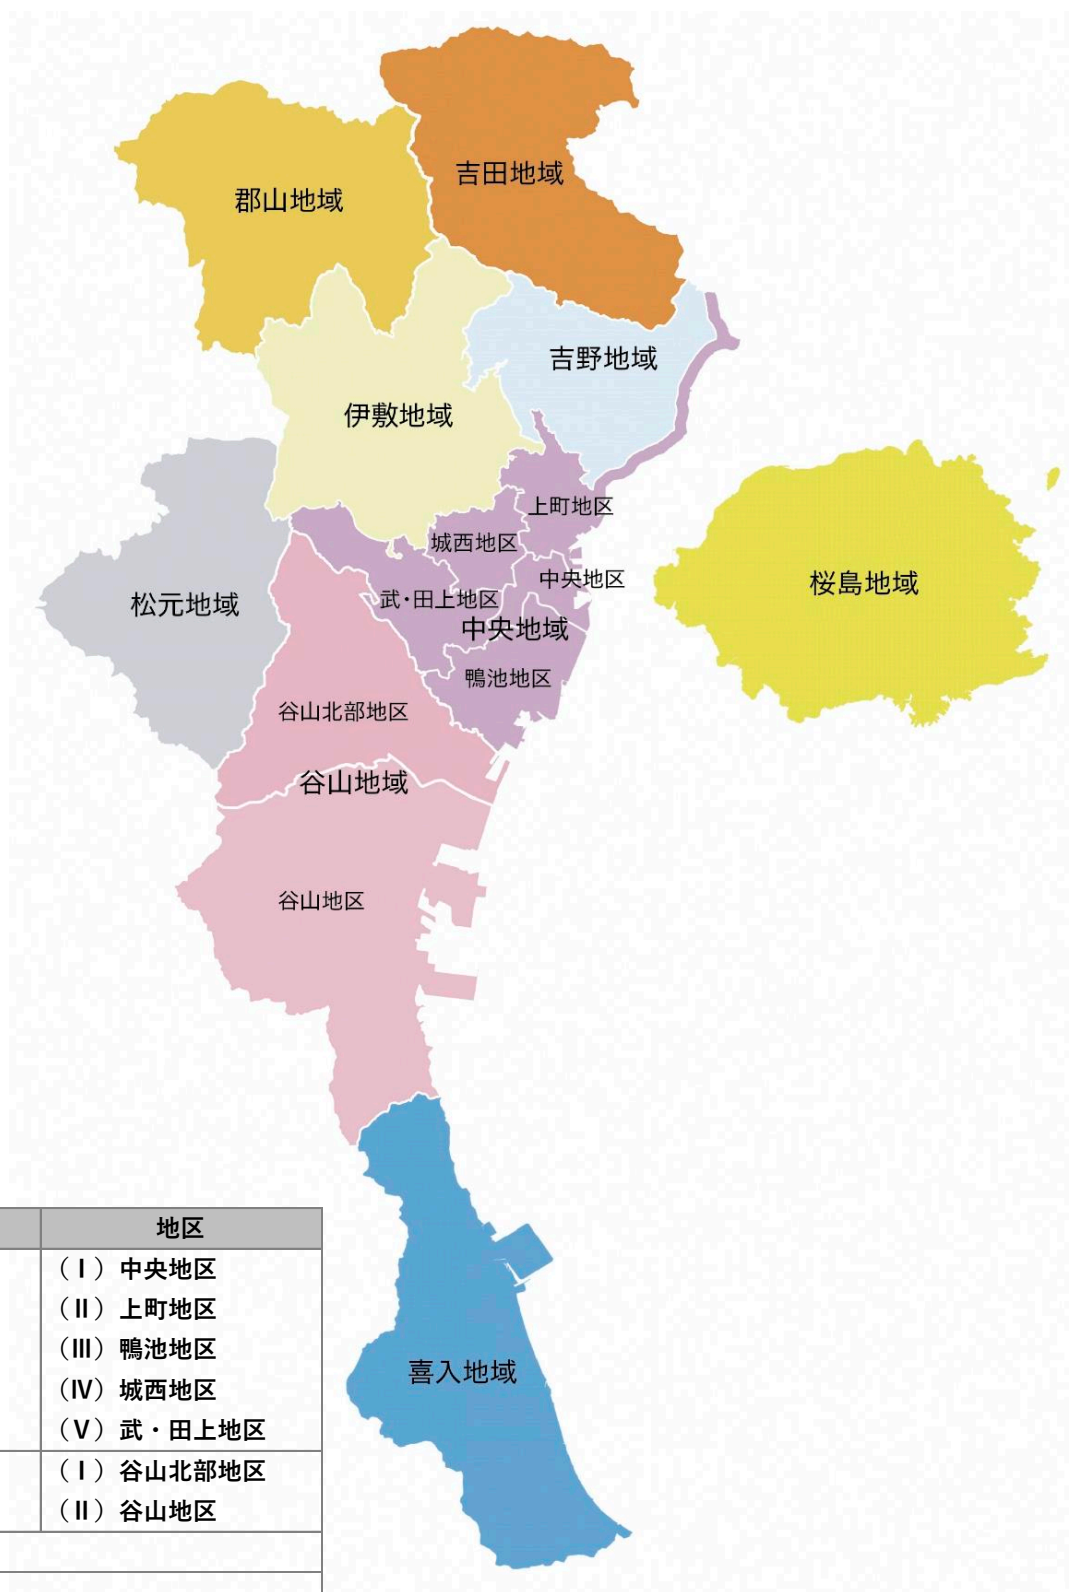 吉田地域
郡山地域
吉野地域
伊敷地域
上町地区
城西地区
中央地区
桜島地域
武・田上地区
松元地域
中央地域
鴨池地区
谷山北部地区
谷山地域
谷山地区
喜入地域
地区
(Ⅰ) 中央地区
(Ⅱ) 上町地区
(Ⅲ) 鴨池地区
(Ⅳ) 城西地区
(Ⅴ) 武・田上地区
(Ⅰ) 谷山北部地区
(Ⅱ) 谷山地区